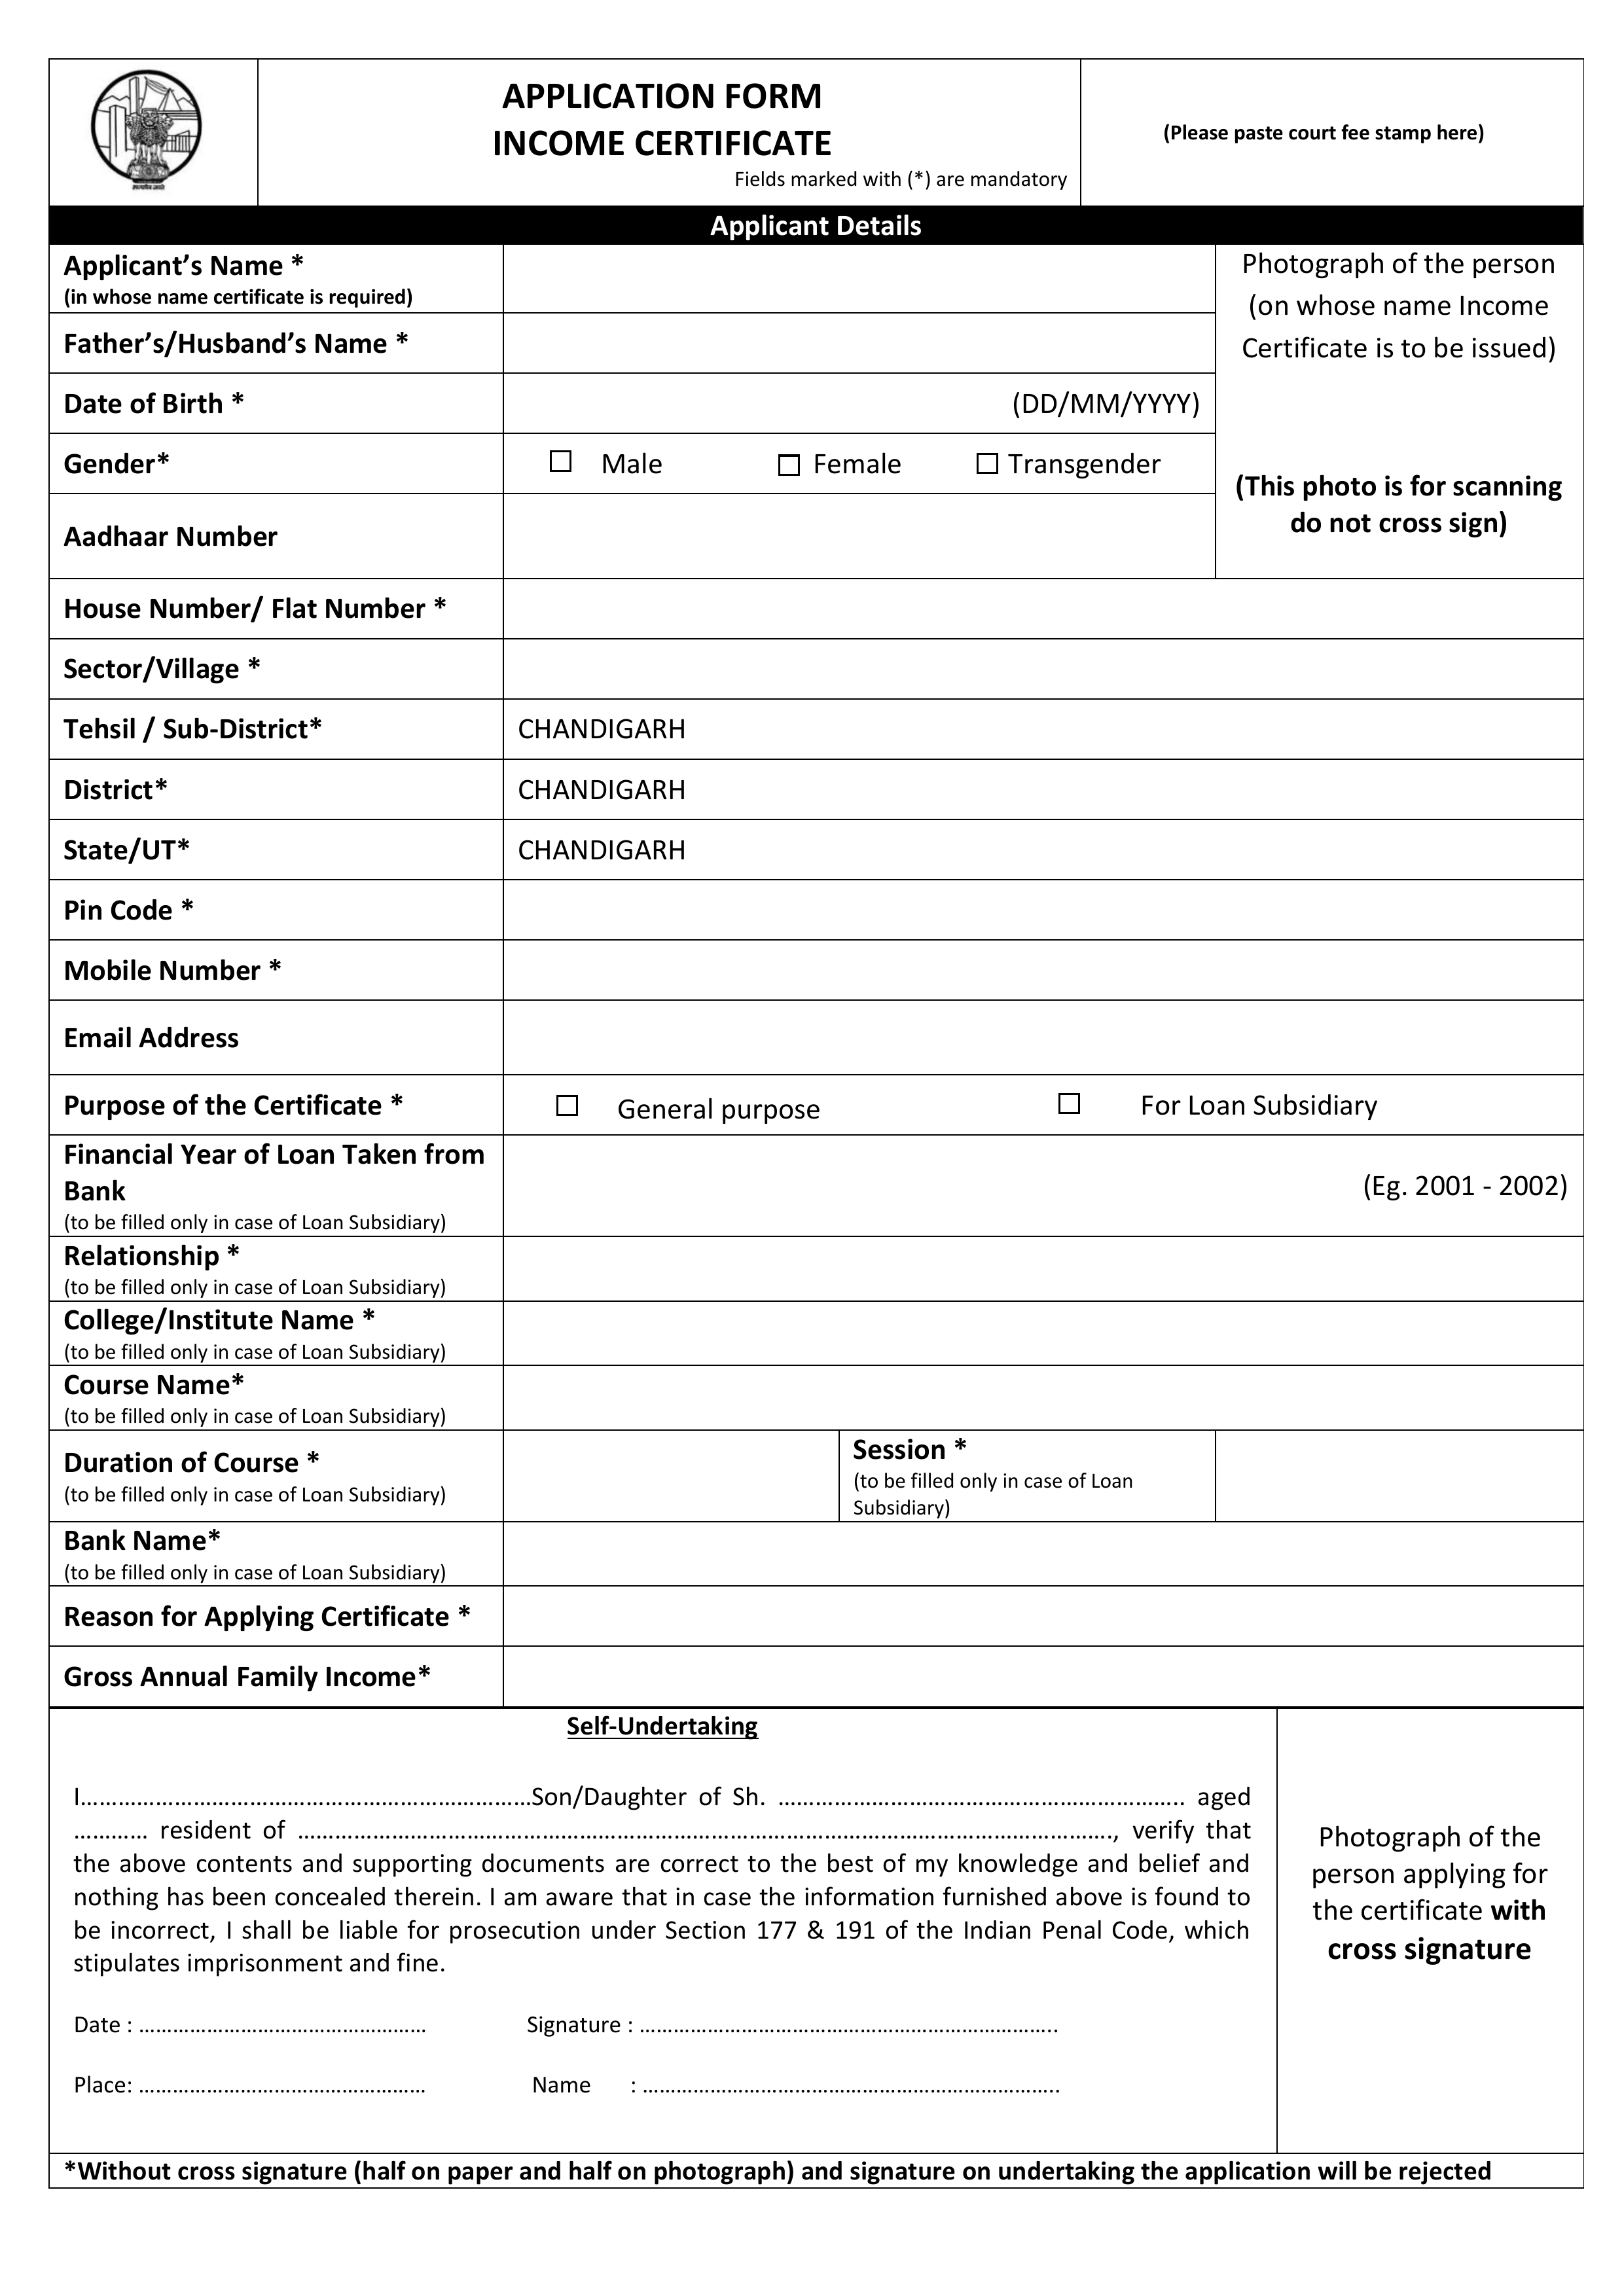 APPLICATION FORM
INCOME CERTIFICATE
Fields marked with (*) are mandatory
(Please paste court fee stamp here)
Applicant Details
Applicant’s Name *
(in whose name certificate is required)
Photograph of the person
(on whose name Income
Certificate is to be issued)
(This photo is for scanning
do not cross sign)
Father’s/Husband’s Name *
Date of Birth * (DD/MM/YYYY)
Gender* ☐ Male ☐ Female ☐ Transgender
Aadhaar Number
House Number/ Flat Number *
Sector/Village *
Tehsil / Sub-District* CHANDIGARH
District* CHANDIGARH
State/UT* CHANDIGARH
Pin Code *
Mobile Number *
Email Address
Purpose of the Certificate * ☐ General purpose ☐ For Loan Subsidiary
Financial Year of Loan Taken from
Bank
(to be filled only in case of Loan Subsidiary)
(Eg. 2001 - 2002)
Relationship *
(to be filled only in case of Loan Subsidiary)
College/Institute Name *
(to be filled only in case of Loan Subsidiary)
Course Name*
(to be filled only in case of Loan Subsidiary)
Duration of Course *
(to be filled only in case of Loan Subsidiary)
Session *
(to be filled only in case of Loan
Subsidiary)
Bank Name*
(to be filled only in case of Loan Subsidiary)
Reason for Applying Certificate *
Gross Annual Family Income*
Self-Undertaking
I………………………………………………Son/Daughter of Sh. ………………………………………….. aged
……….. resident of ………………………………………………………………………………………., verify that
the above contents and supporting documents are correct to the best of my knowledge and belief and
nothing has been concealed therein. I am aware that in case the information furnished above is found to
be incorrect, I shall be liable for prosecution under Section 177 & 191 of the Indian Penal Code, which
stipulates imprisonment and fine.
Date : …………………………………………… Signature : ………………………………………………………………..
Place: …………………………………………… Name : ………………………………………………………………..
Photograph of the
person applying for
the certificate with
cross signature
*Without cross signature (half on paper and half on photograph) and signature on undertaking the application will be rejected